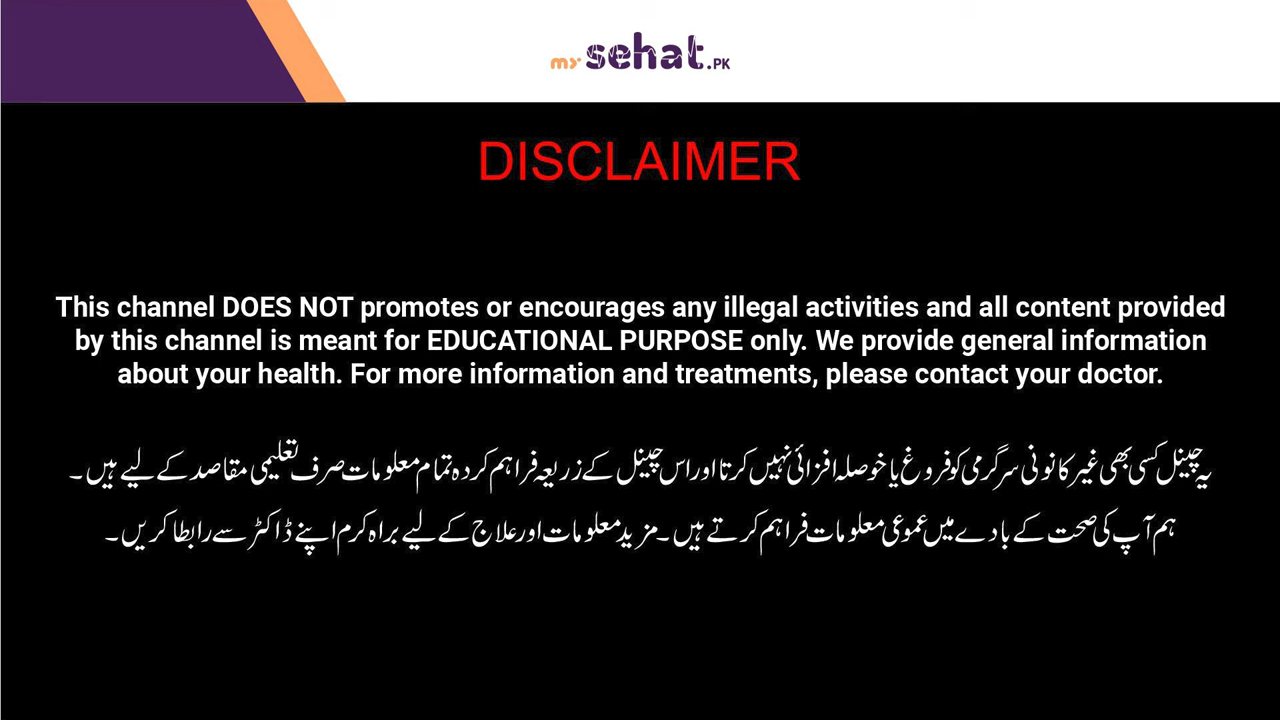 my sehat.PK
DISCLAIMER
This channel DOES NOT promotes or encourages any illegal activities and all content provided
by this channel is meant for EDUCATIONAL PURPOSE only. We provide general information
about your health. For more information and treatments, please contact your doctor.
یہ چینل کسی بھی غیر کانونی سرگرمی کو فروغ یا خوصلہ افزائی نہیں کرتا اور اس چینل کے زریعہ فراہم کردہ تمام معلومات صرف تعلیمی مقاصد کے لیے ہیں۔
ہم آپ کی صحت کے بادے میں عموعی معلومات فراہم کرتے ہیں۔ مزید معلومات اور علاج کے لیے براہ کرم اپنے ڈاکٹر سے رابطا کریں۔